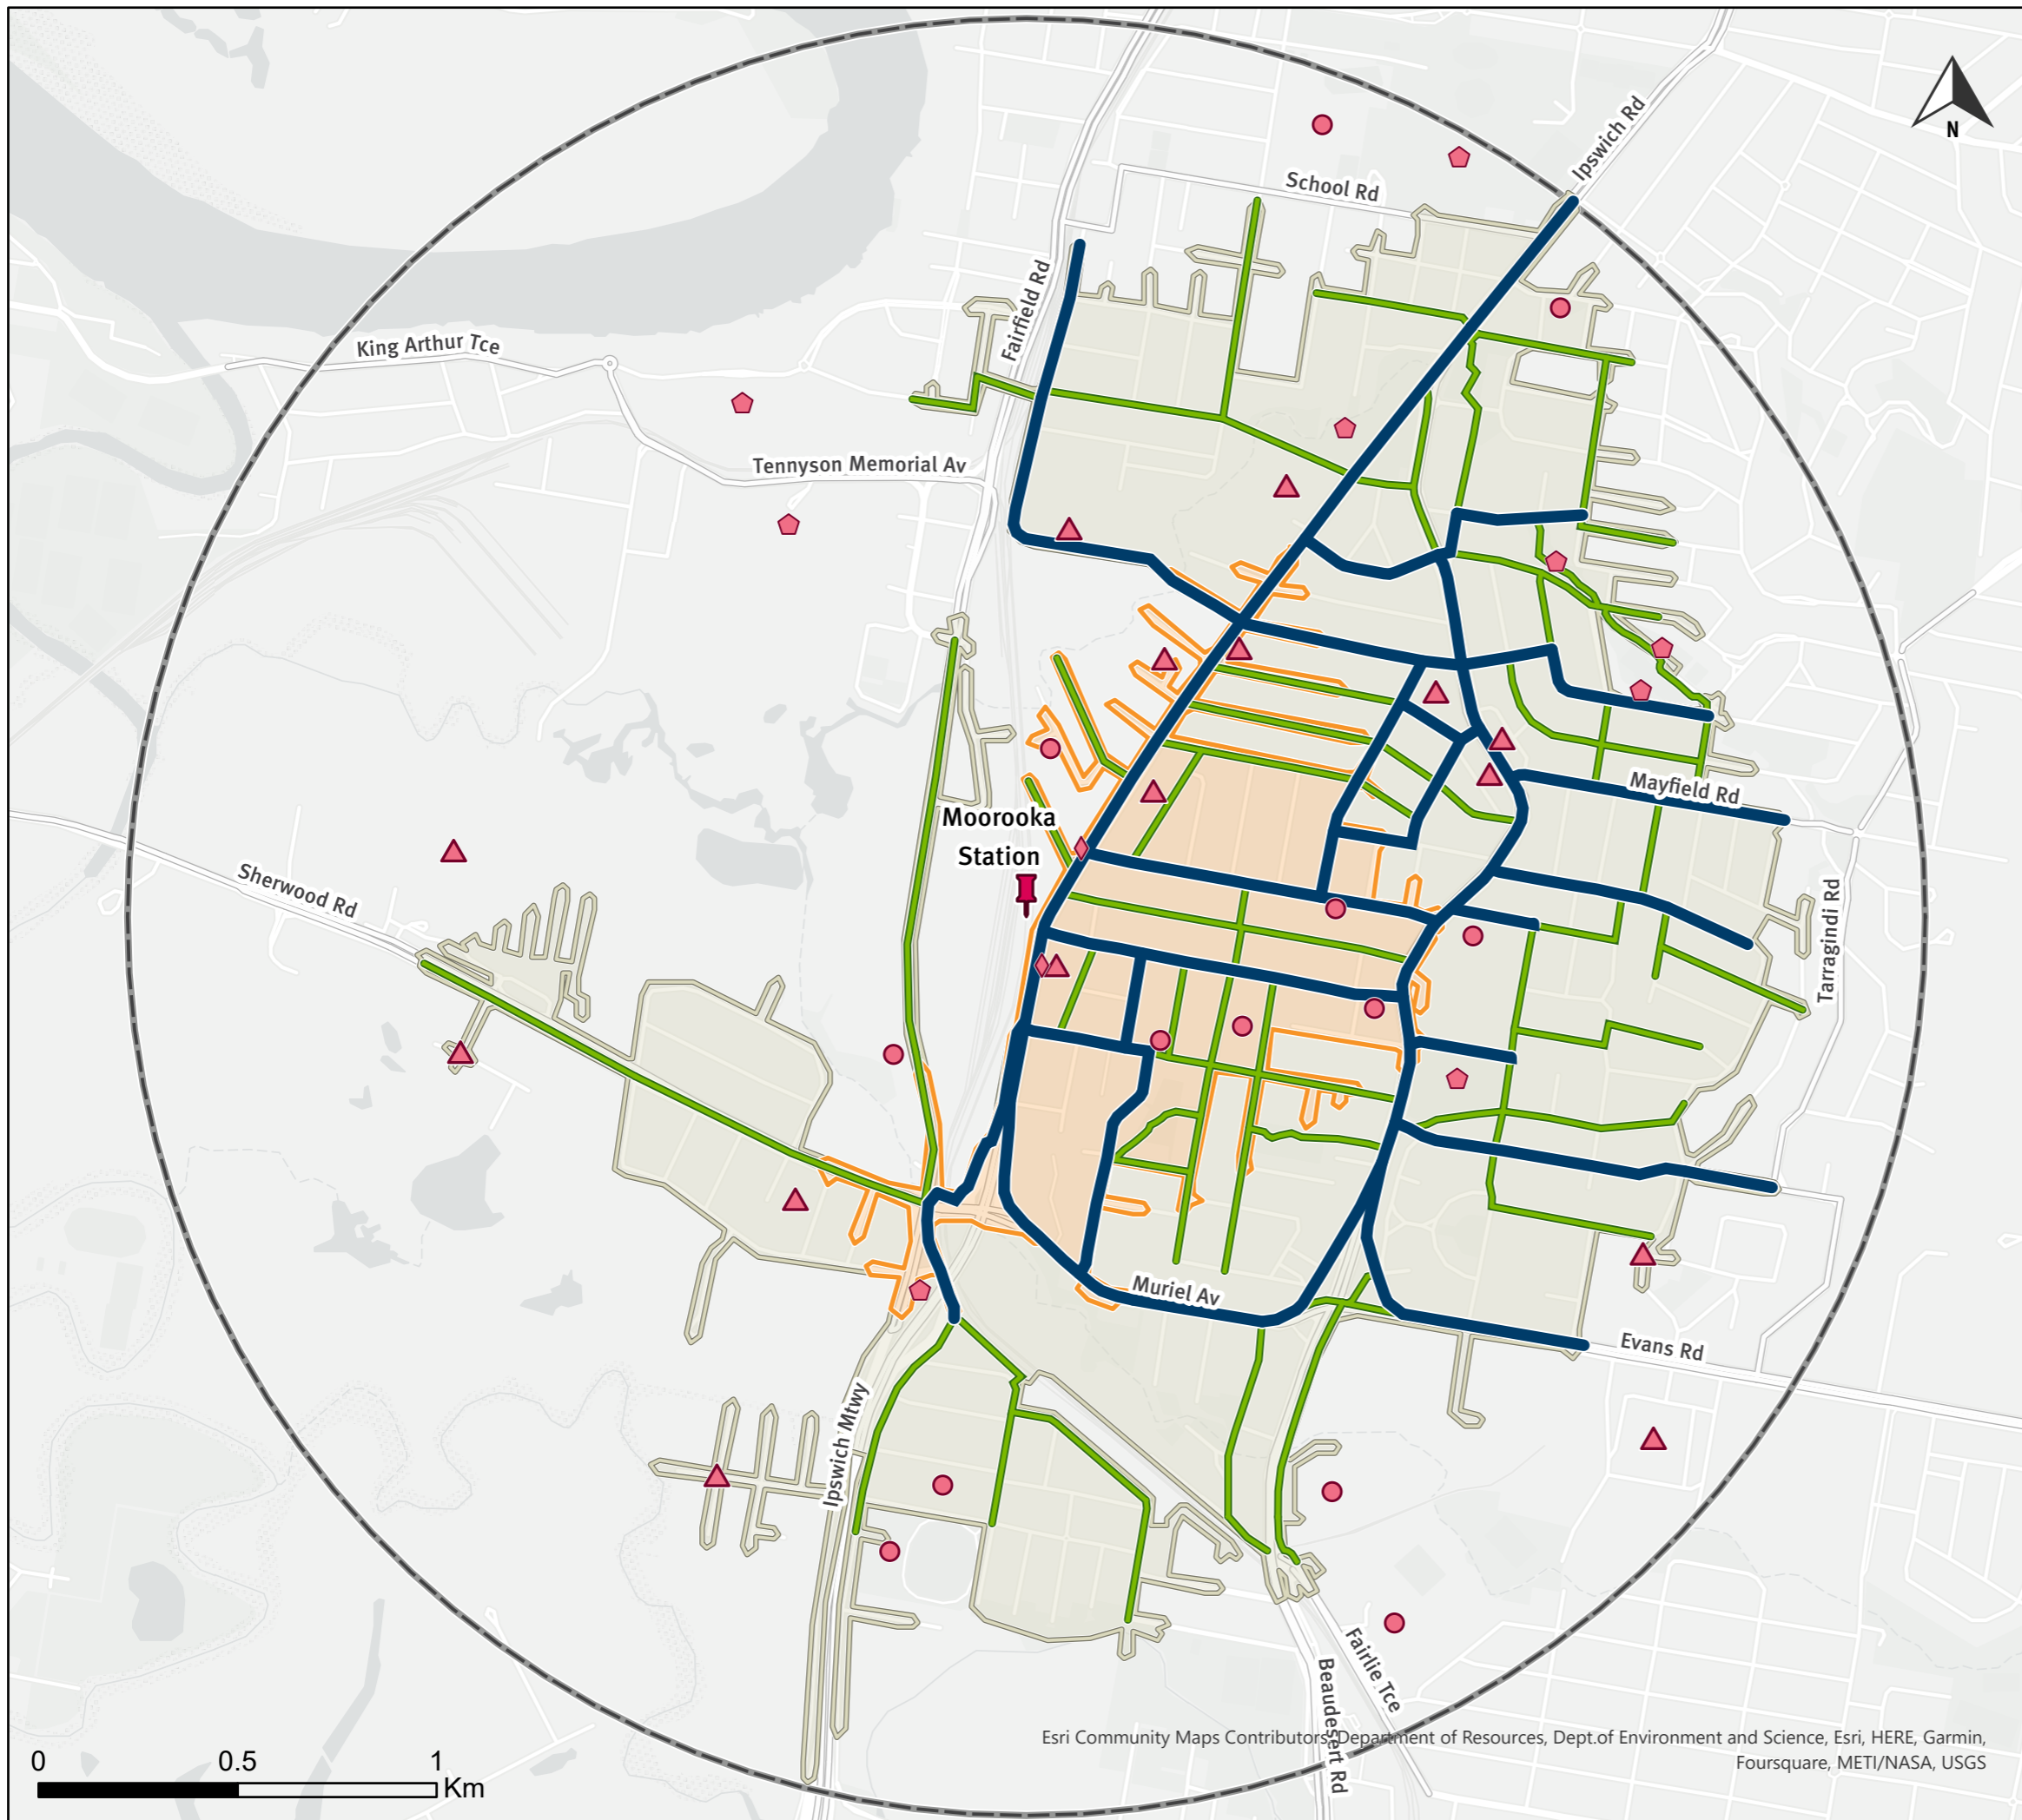 Ipswich Rd
N
School Rd
Fairfield Rd
King Arthur Tce
Tennyson Memorial Av
Mayfield Rd
Moorooka
Station
Sherwood Rd
Tarragindi Rd
Muriel Av
Evans Rd
Ipswich Mtwy
Fairlie Tce
Beaudesert Rd
Esri Community Maps Contributors, Department of Resources, Dept.of Environment and Science, Esri, HERE, Garmin,
Foursquare, METI/NASA, USGS
0 0.5 1
Km